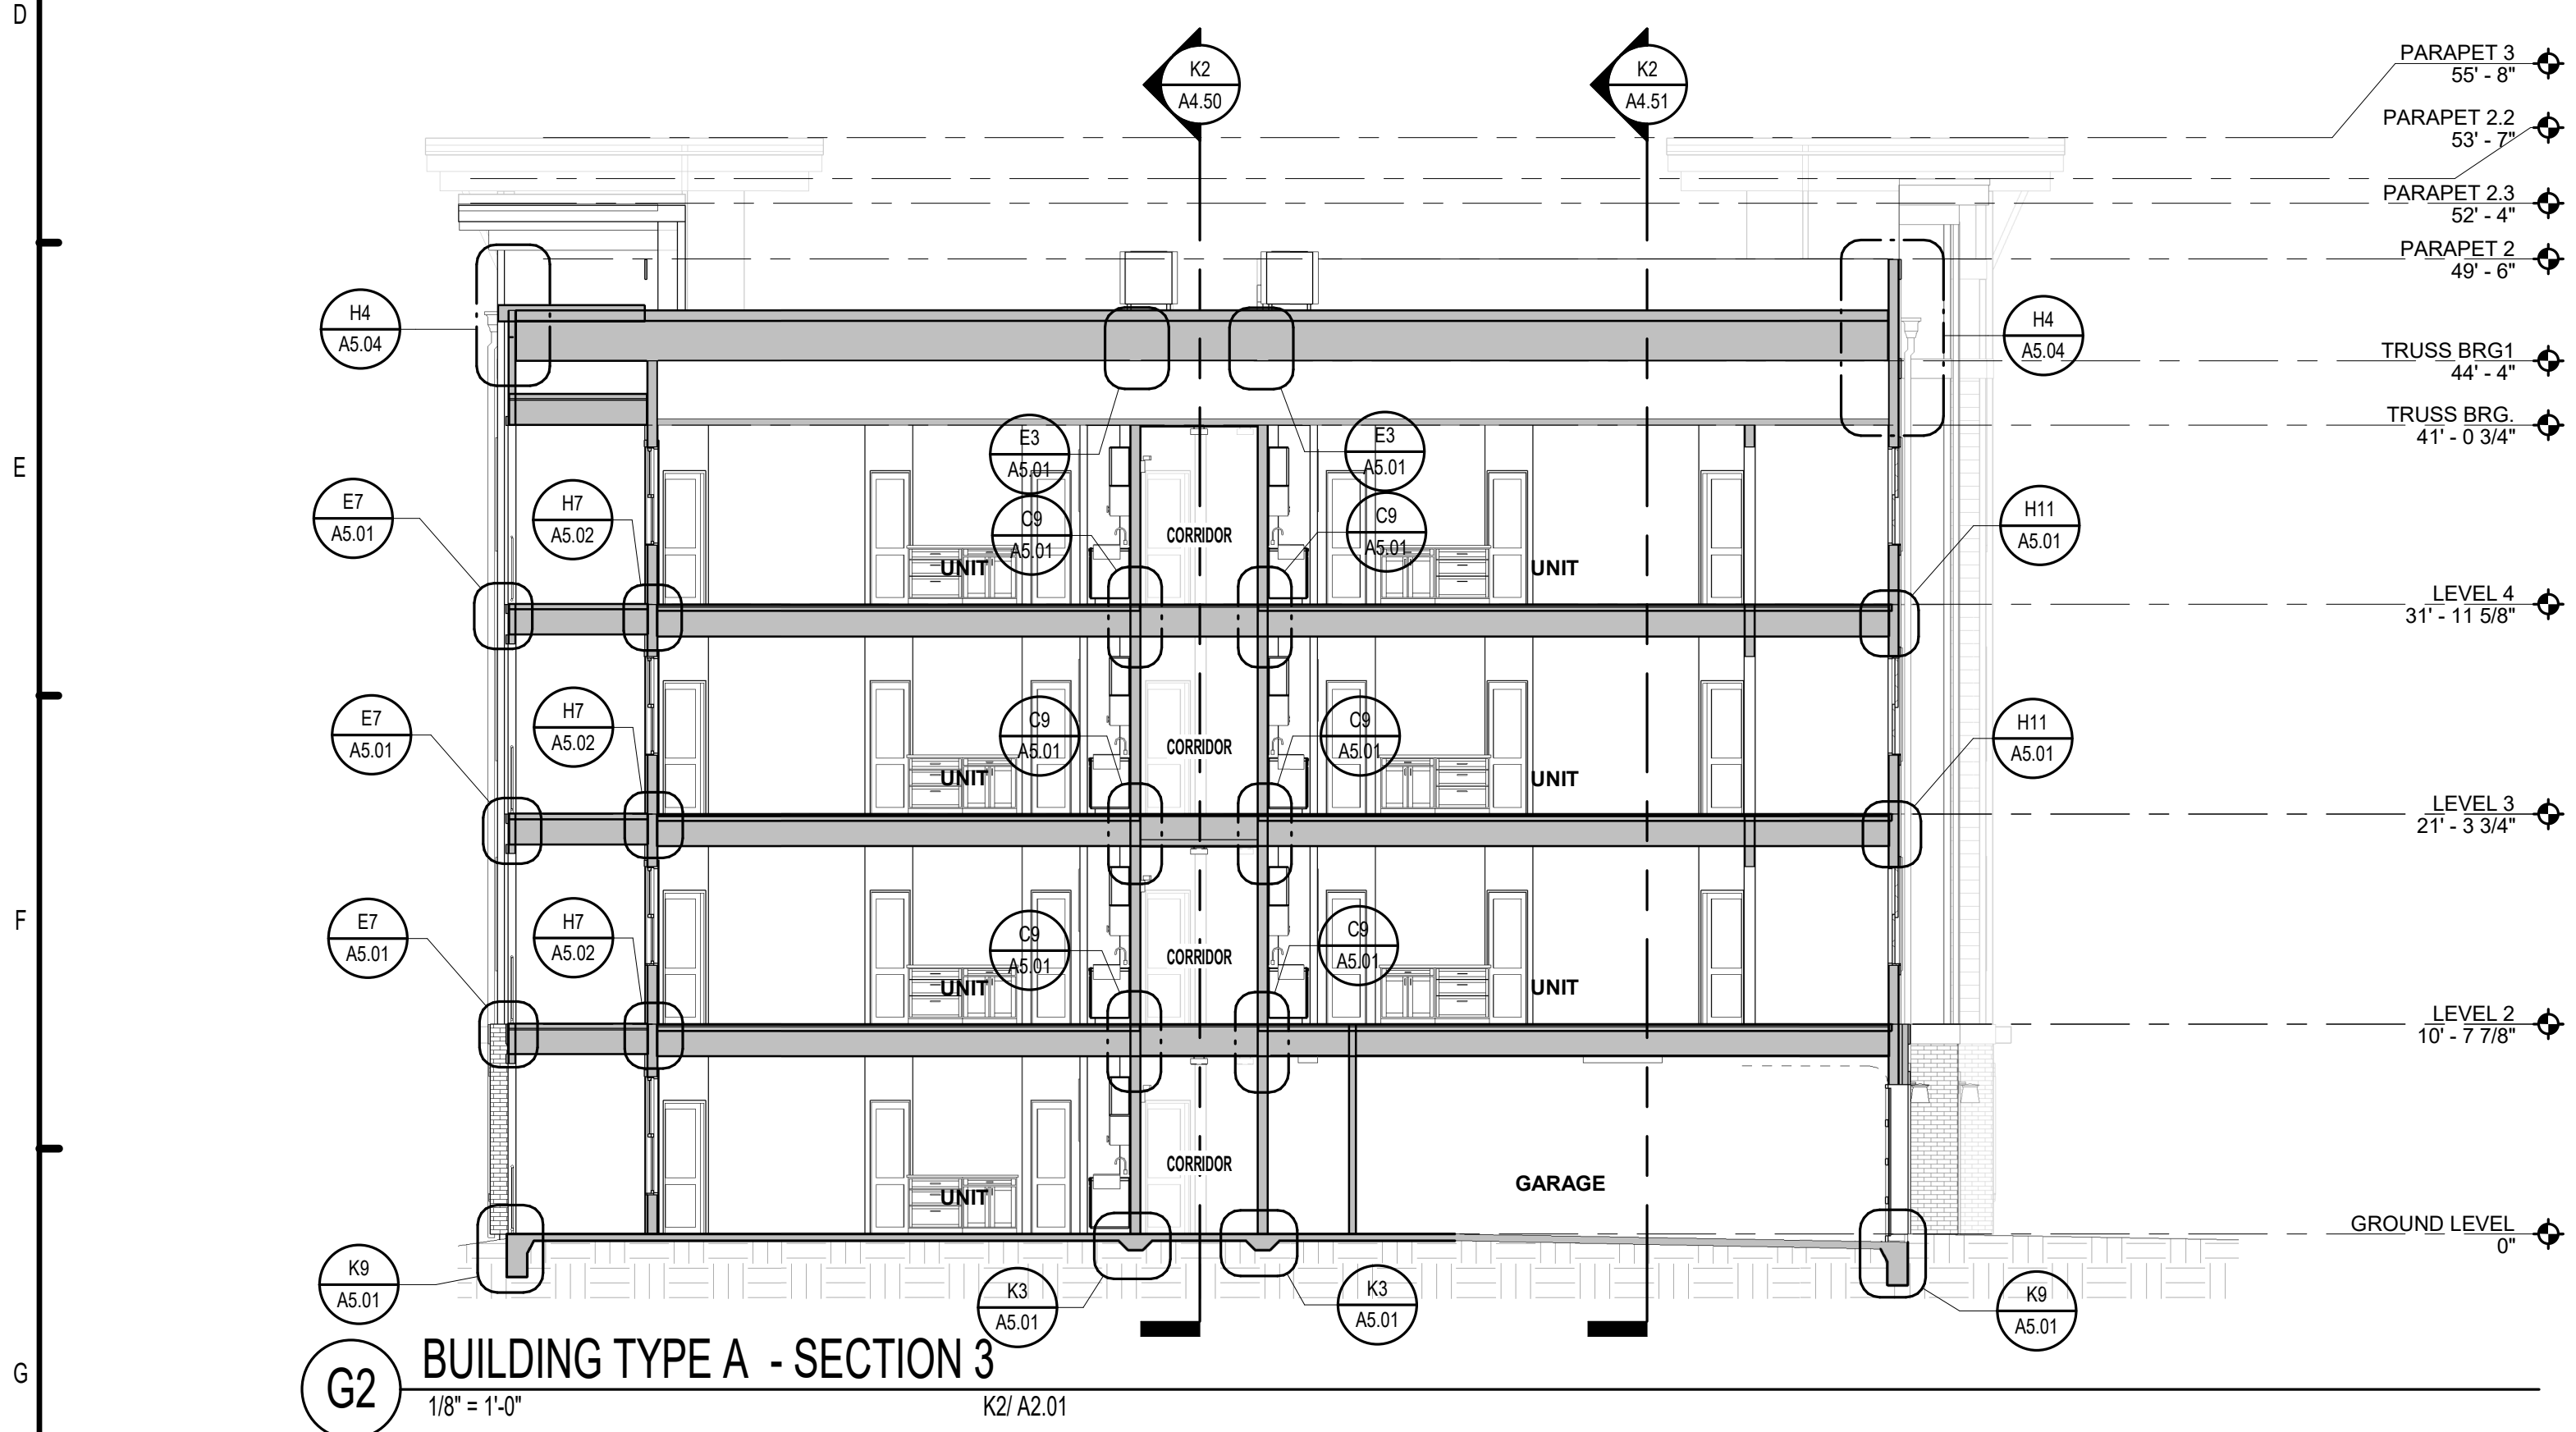 D
K2
A4.50
K2
A4.51
PARAPET 3
55' - 8"
PARAPET 2.2
53' - 7"
PARAPET 2.3
52' - 4"
PARAPET 2
49' - 6"
H4
A5.04
H4
A5.04
TRUSS BRG1
44' - 4"
TRUSS BRG.
41' - 0 3/4"
E
E3
A5.01
E3
A5.01
E7
A5.01
H7
A5.02
C9
A5.01
CORRIDOR
C9
A5.01
H11
A5.01
UNIT
UNIT
LEVEL 4
31' - 11 5/8"
E7
A5.01
H7
A5.02
C9
A5.01
CORRIDOR
C9
A5.01
H11
A5.01
UNIT
UNIT
LEVEL 3
21' - 3 3/4"
F
E7
A5.01
H7
A5.02
C9
A5.01
CORRIDOR
C9
A5.01
UNIT
UNIT
LEVEL 2
10' - 7 7/8"
CORRIDOR
UNIT
GARAGE
GROUND LEVEL
0"
K9
A5.01
K3
A5.01
K3
A5.01
K9
A5.01
G
G2
BUILDING TYPE A - SECTION 3
1/8" = 1'-0"
K2/ A2.01